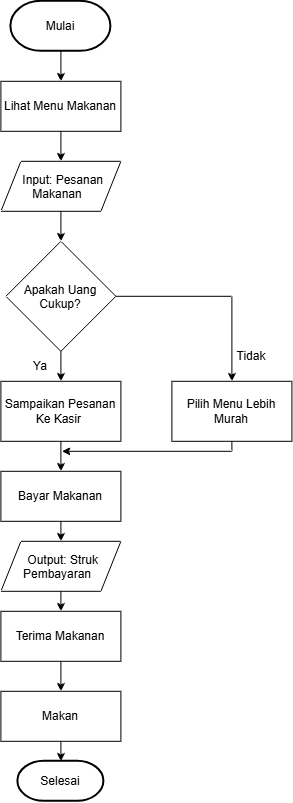 Mulai
Lihat Menu Makanan
Input: Pesanan
Makanan
Apakah Uang
Cukup?
Tidak
Ya
Sampaikan Pesanan
Ke Kasir
Pilih Menu Lebih
Murah
Bayar Makanan
Output: Struk
Pembayaran
Terima Makanan
Makan
Selesai